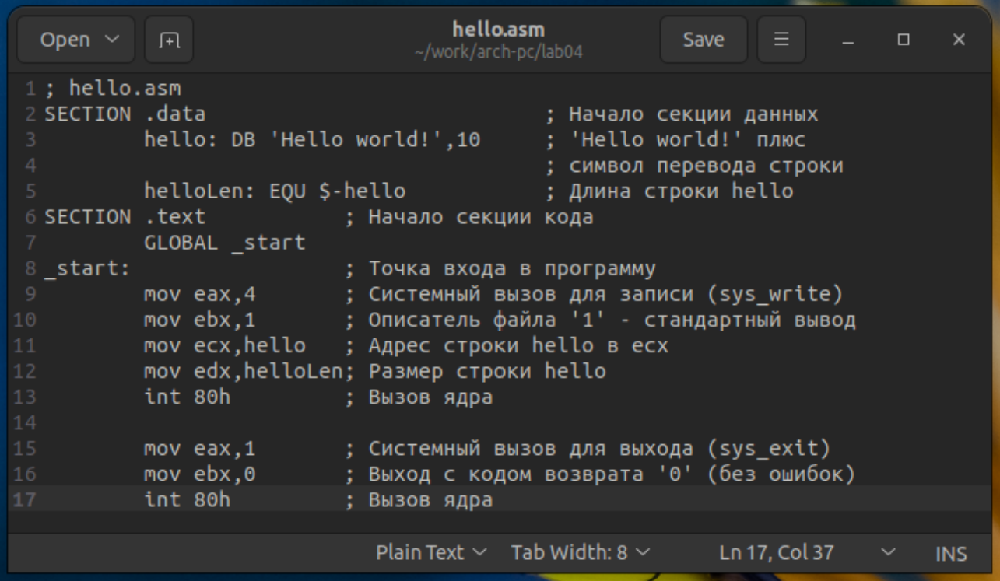 Open
hello.asm
~/work/arch-pc/lab04
Save
1 ; hello.asm
2 SECTION .data ; Начало секции данных
3 hello: DB 'Hello world!',10 ; 'Hello world!' плюс
4 ; символ перевода строки
5 helloLen: EQU $-hello ; Длина строки hello
6 SECTION .text ; Начало секции кода
7 GLOBAL _start
8 _start: ; Точка входа в программу
9 mov eax,4 ; Системный вызов для записи (sys_write)
10 mov ebx,1 ; Описатель файла '1' - стандартный вывод
11 mov ecx,hello ; Адрес строки hello в ecx
12 mov edx,helloLen; Размер строки hello
13 int 80h ; Вызов ядра
14
15 mov eax,1 ; Системный вызов для выхода (sys_exit)
16 mov ebx,0 ; Выход с кодом возврата '0' (без ошибок)
17 int 80h ; Вызов ядра
Plain Text Tab Width: 8 Ln 17, Col 37 INS